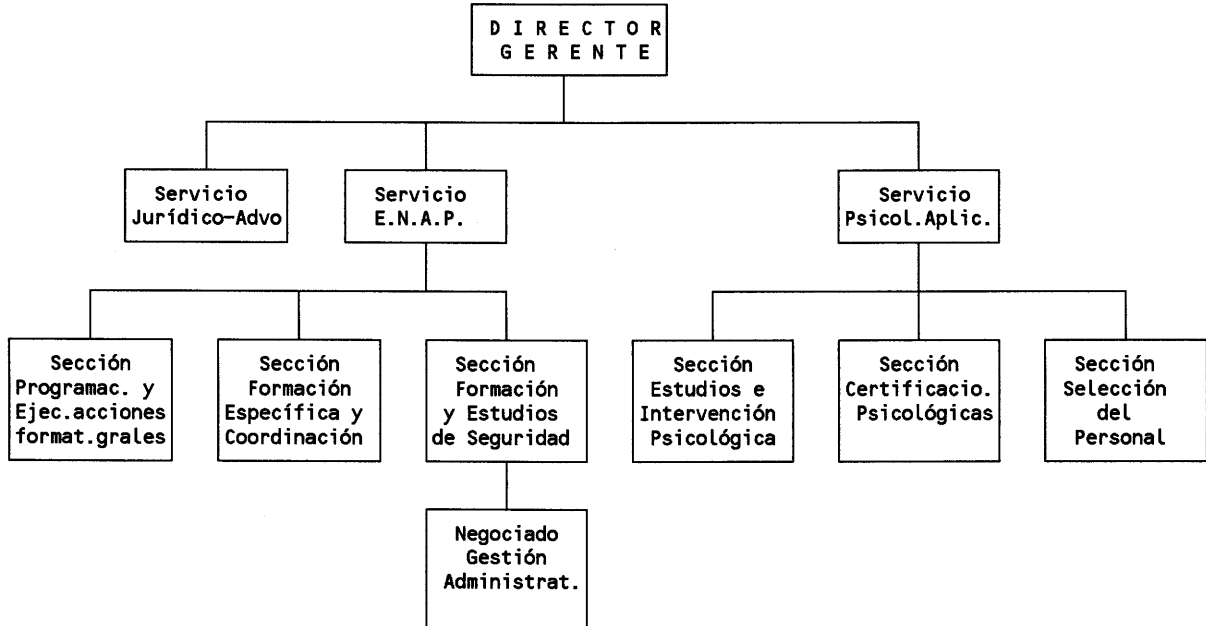 D I R E C T O R
G E R E N T E
Servicio
Jurídico-Advo
Servicio
E.N.A.P.
Servicio
Psicol.Aplic.
Sección
Programac. y
Ejec.acciones
format.grales
Sección
Formación
Específica y
Coordinación
Sección
Formación
y Estudios
de Seguridad
Sección
Estudios e
Intervención
Psicológica
Sección
Certificacio.
Psicológicas
Sección
Selección
del
Personal
Negociado
Gestión
Administrat.